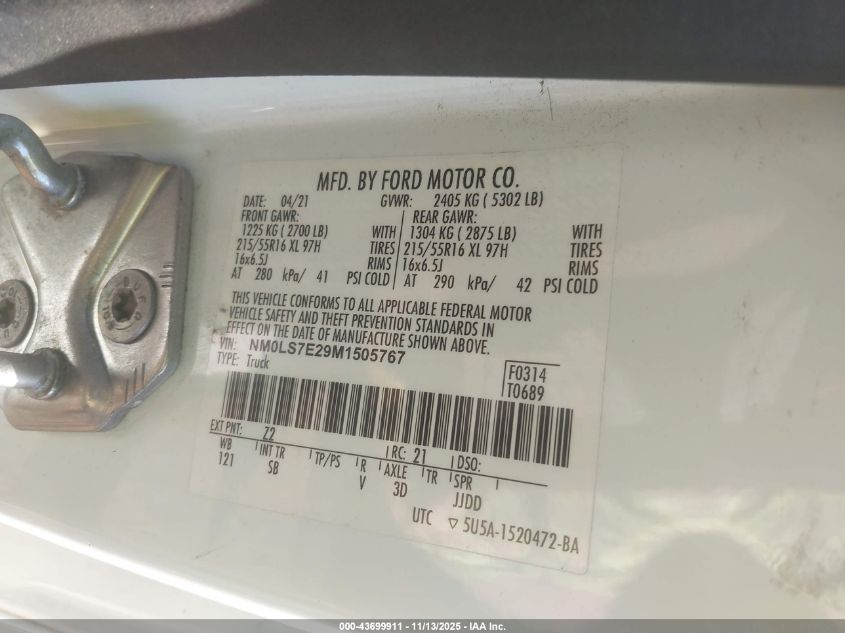 MFD. BY FORD MOTOR CO.
DATE: 04/21 GVWR: 2405 KG ( 5302 LB)
FRONT GAWR: REAR GAWR:
1225 KG ( 2700 LB) WITH 1304 KG ( 2875 LB) WITH
215/55R16 XL 97H TIRES 215/55R16 XL 97H TIRES
16x6.5J RIMS 16x6.5J RIMS
AT 280 kPa/ 41 PSI COLD AT 290 kPa/ 42 PSI COLD
THIS VEHICLE CONFORMS TO ALL APPLICABLE FEDERAL MOTOR
VEHICLE SAFETY AND THEFT PREVENTION STANDARDS IN
EFFECT ON THE DATE OF MANUFACTURE SHOWN ABOVE.
VIN: NM0LS7E29M1505767
TYPE: Truck
F0314
T0689
EXT PNT: Z2 RC: 21 DSO:
WB INT TR TP/PS R AXLE TR SPR
121 SB V 3D JJDD
UTC ▽ 5U5A-1520472-BA
000-43699911 - 11/13/2025 - IAA Inc.